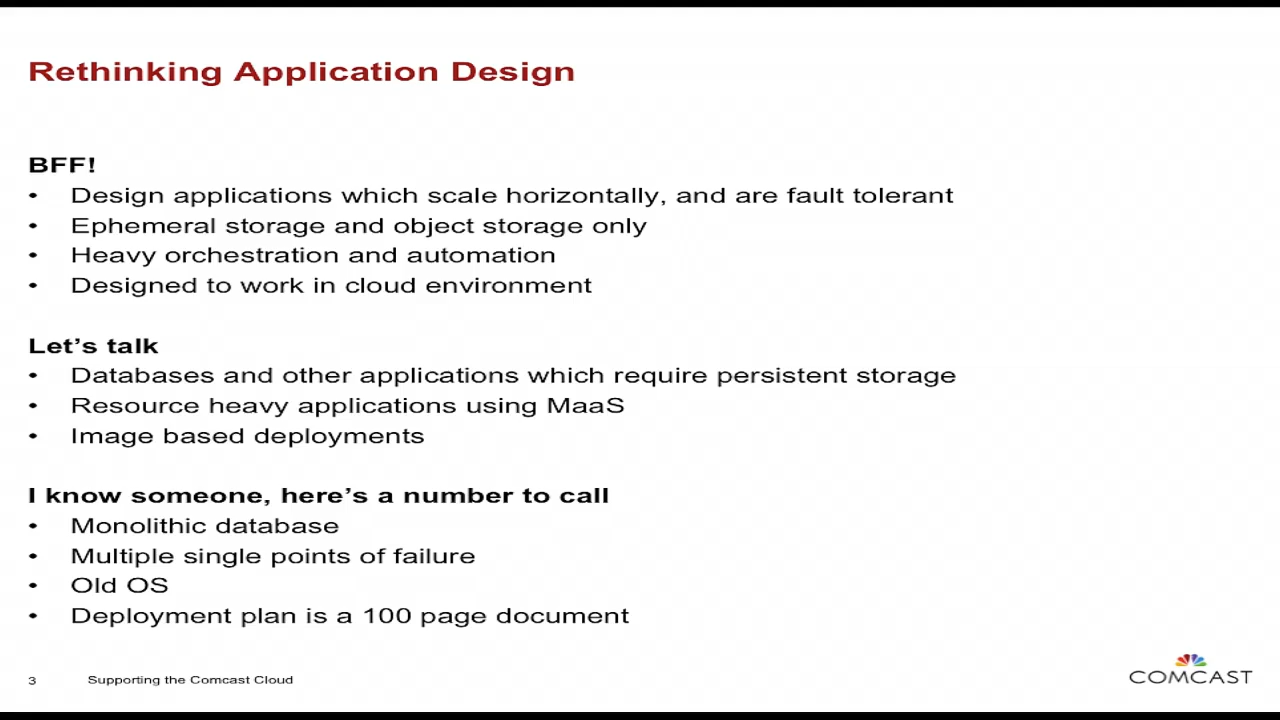 Rethinking Application Design
BFF!
• Design applications which scale horizontally, and are fault tolerant
• Ephemeral storage and object storage only
• Heavy orchestration and automation
• Designed to work in cloud environment
Let’s talk
• Databases and other applications which require persistent storage
• Resource heavy applications using MaaS
• Image based deployments
I know someone, here’s a number to call
• Monolithic database
• Multiple single points of failure
• Old OS
• Deployment plan is a 100 page document
3 Supporting the Comcast Cloud
COMCAST